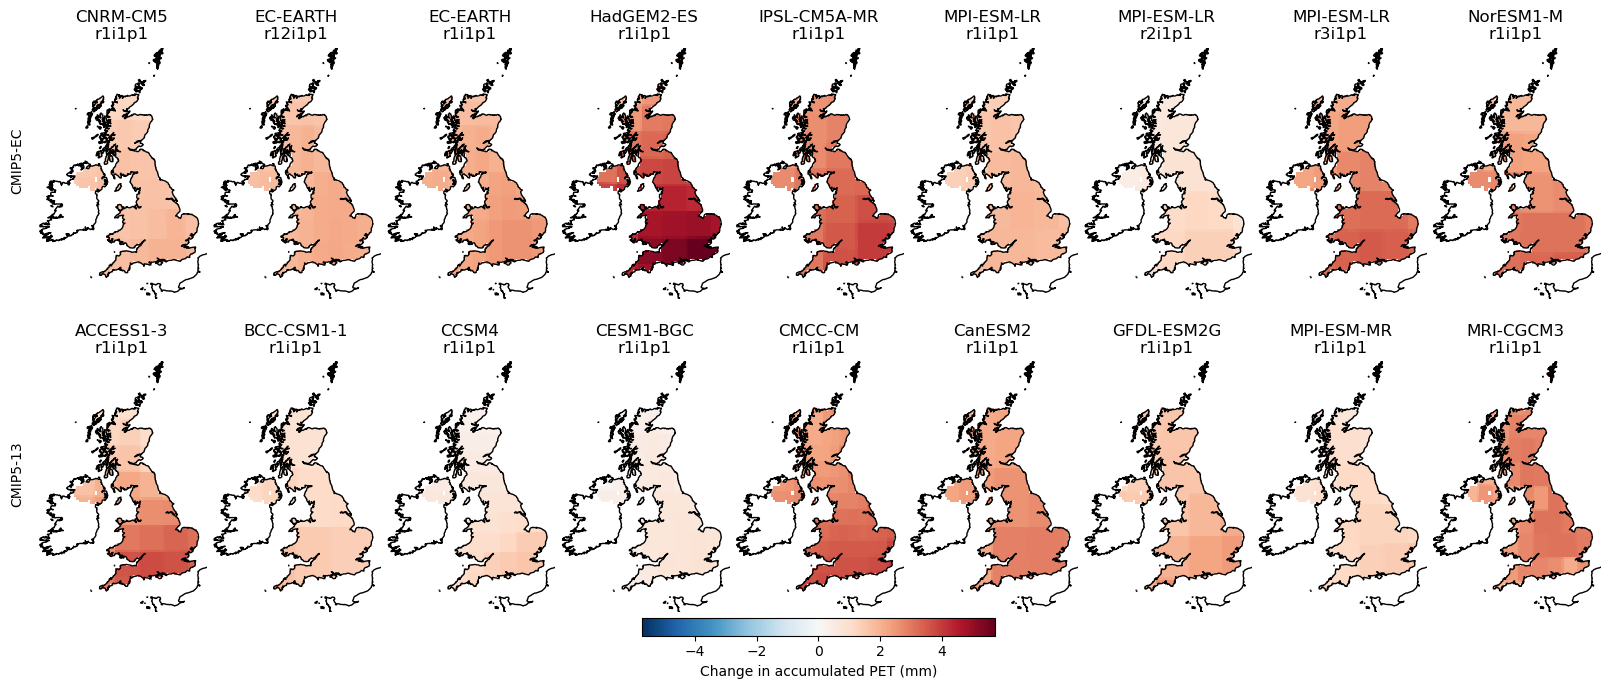 CNRM-CM5 EC-EARTH EC-EARTH HadGEM2-ES IPSL-CM5A-MR MPI-ESM-LR MPI-ESM-LR MPI-ESM-LR NorESM1-M
r1i1p1 r12i1p1 r1i1p1 r1i1p1 r1i1p1 r1i1p1 r2i1p1 r3i1p1 r1i1p1
CMIP5-EC
ACCESS1-3 BCC-CSM1-1 CCSM4 CESM1-BGC CMCC-CM CanESM2 GFDL-ESM2G MPI-ESM-MR MRI-CGCM3
r1i1p1 r1i1p1 r1i1p1 r1i1p1 r1i1p1 r1i1p1 r1i1p1 r1i1p1 r1i1p1
CMIP5-13
−4 −2 0 2 4
Change in accumulated PET (mm)